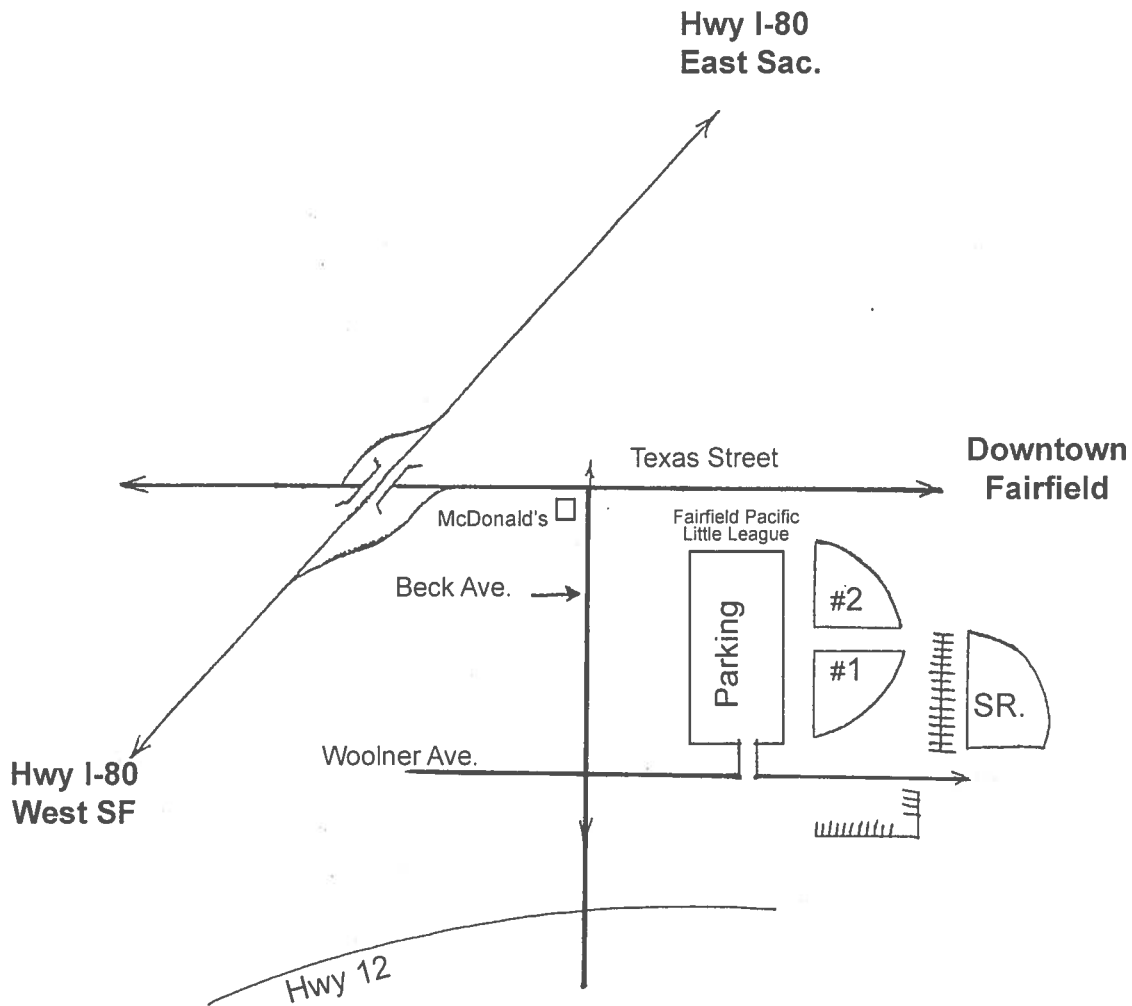 Hwy I-80
East Sac.
Texas Street
Downtown
Fairfield
McDonald's
Fairfield Pacific
Little League
Beck Ave.
Parking
#2
#1
SR.
Woolner Ave.
Hwy I-80
West SF
Hwy 12